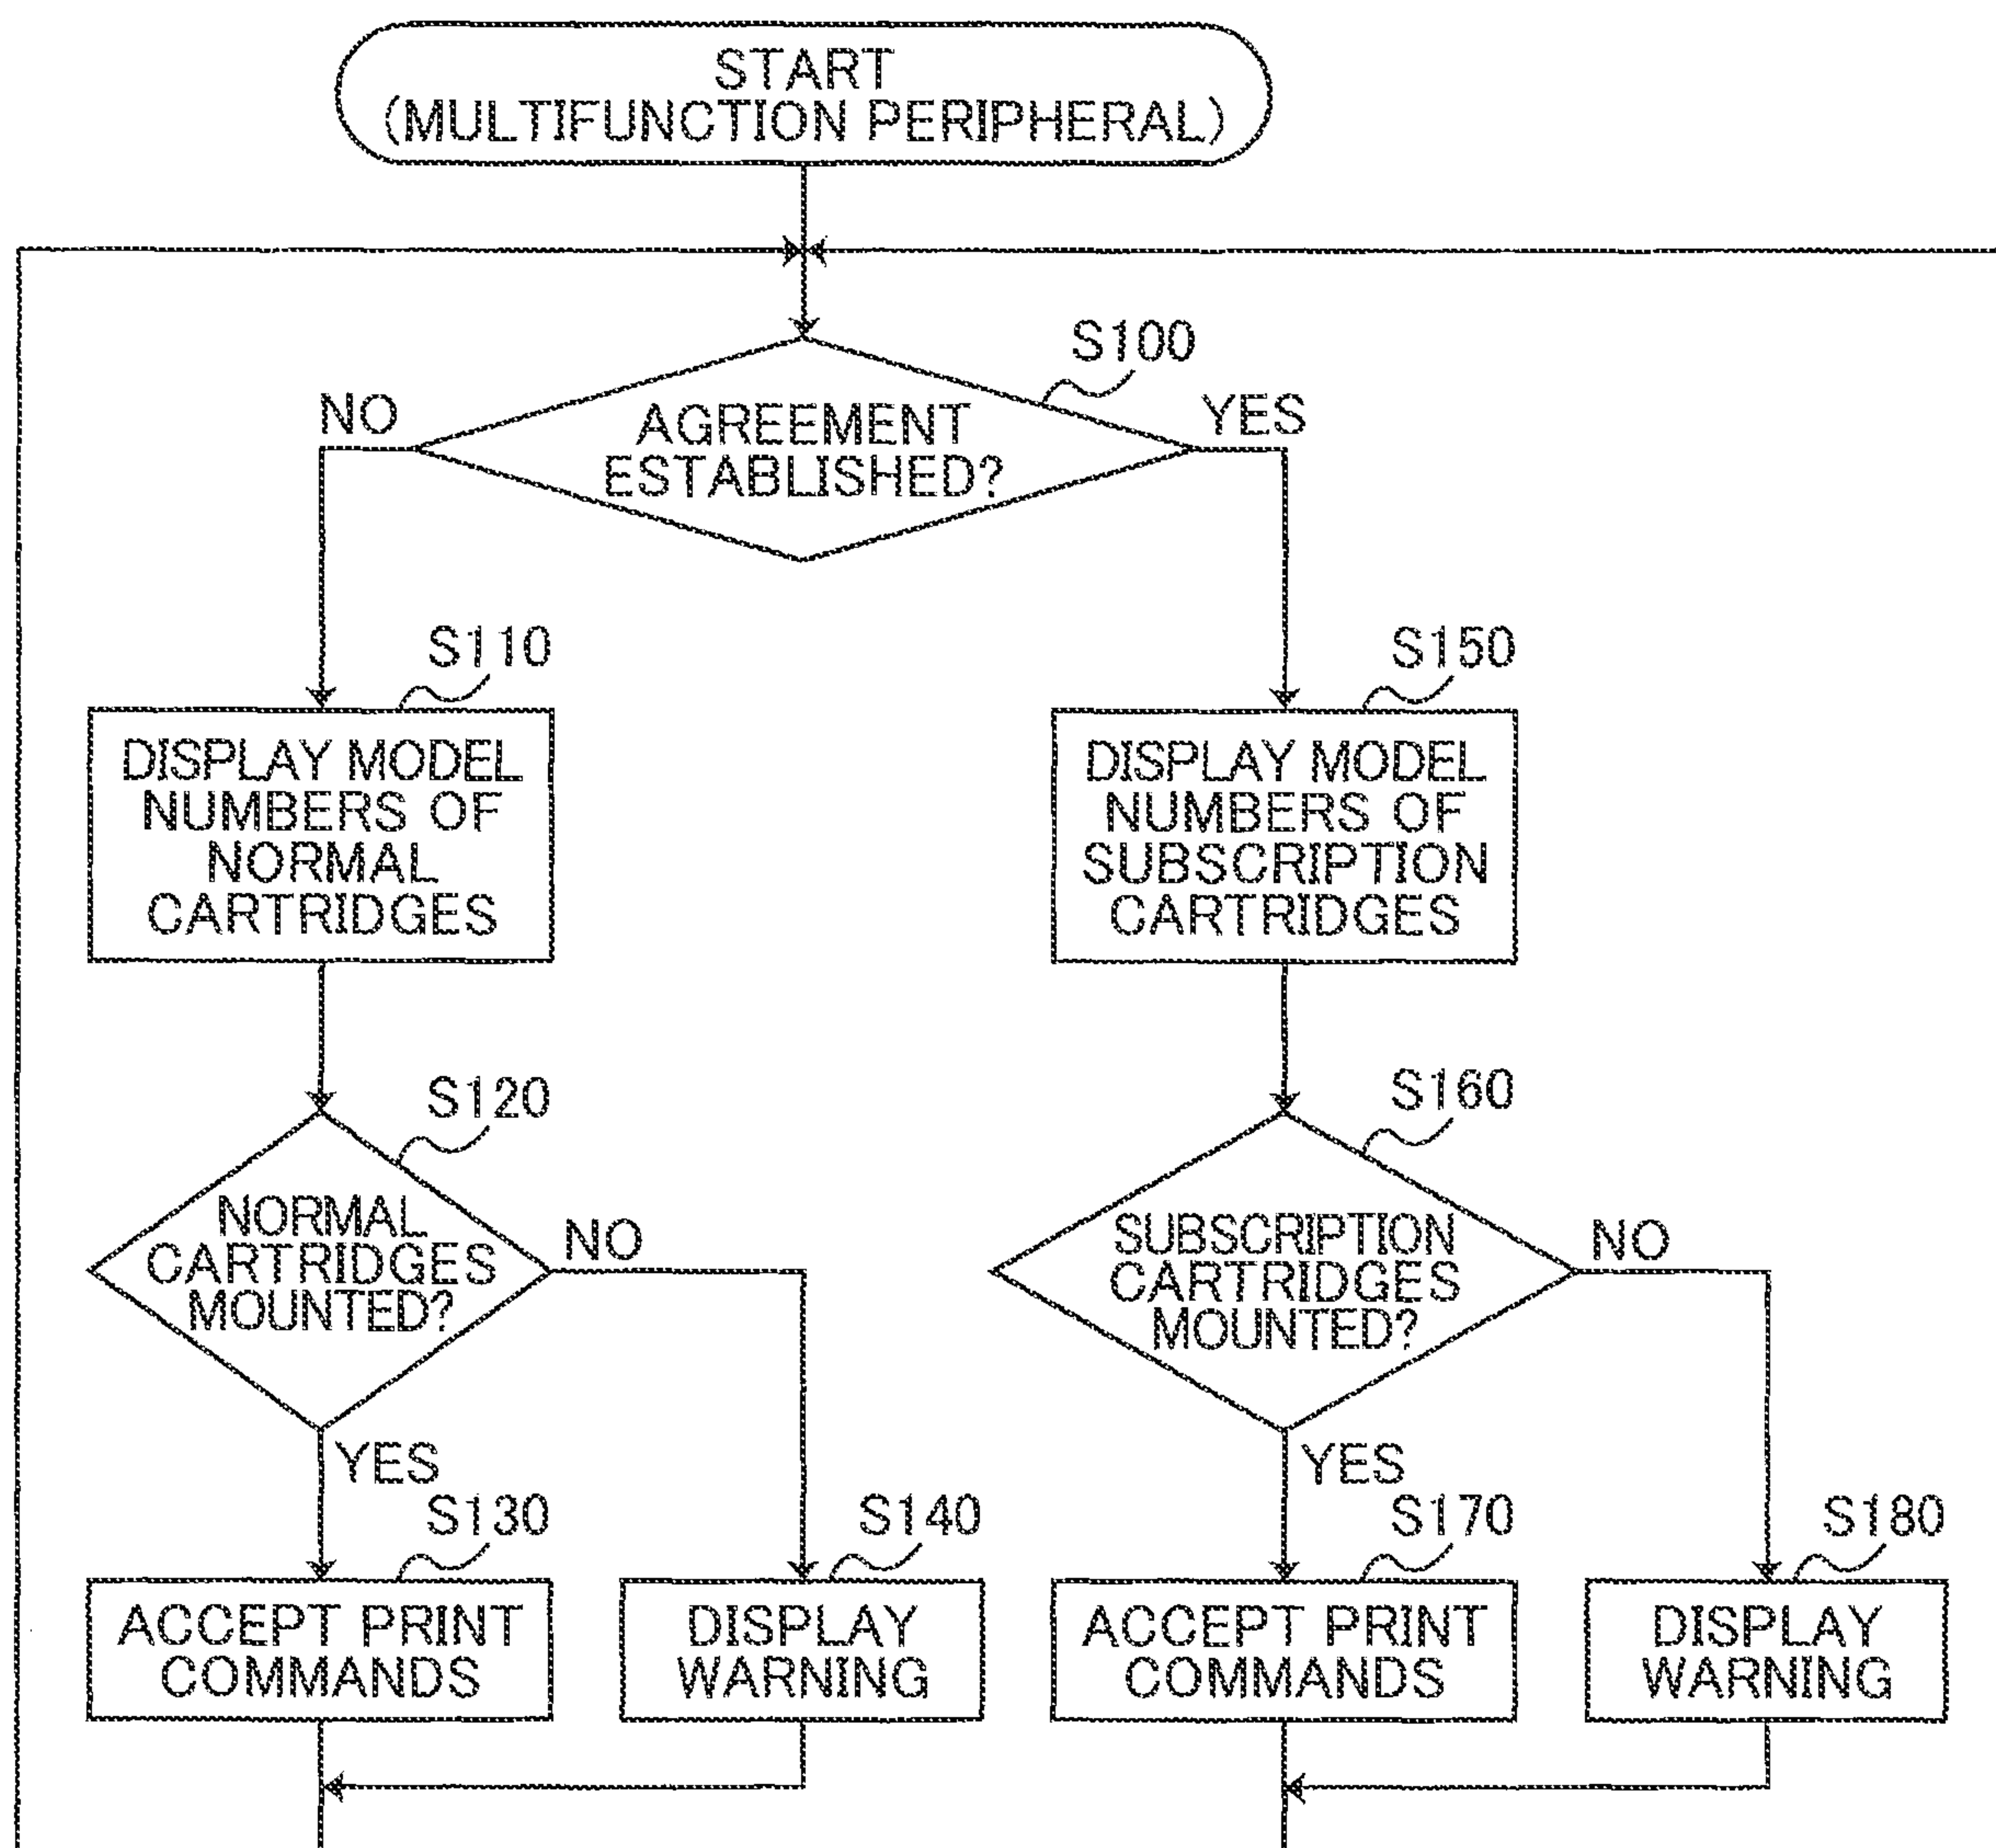 START
(MULTIFUNCTION PERIPHERAL)
S100
NO
YES
AGREEMENT
ESTABLISHED?
S110
DISPLAY MODEL
NUMBERS OF
NORMAL
CARTRIDGES
S150
DISPLAY MODEL
NUMBERS OF
SUBSCRIPTION
CARTRIDGES
S120
NORMAL
CARTRIDGES
MOUNTED?
NO
YES
S160
SUBSCRIPTION
CARTRIDGES
MOUNTED?
NO
YES
S130
ACCEPT PRINT
COMMANDS
S140
DISPLAY
WARNING
S170
ACCEPT PRINT
COMMANDS
S180
DISPLAY
WARNING